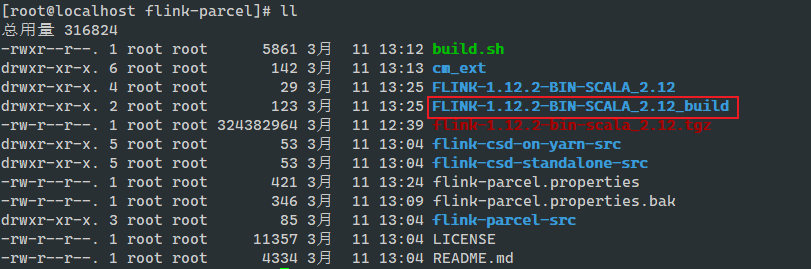 [root@localhost flink-parcel]# ll
总用量 316824
-rwxr--r--. 1 root root 5861 3月 11 13:12 build.sh
drwxr-xr-x. 6 root root 142 3月 11 13:13 cm_ext
drwxr-xr-x. 4 root root 29 3月 11 13:25 FLINK-1.12.2-BIN-SCALA_2.12
drwxr-xr-x. 2 root root 123 3月 11 13:25 FLINK-1.12.2-BIN-SCALA_2.12_build
-rw-r--r--. 1 root root 324382964 3月 11 12:39 flink-1.12.2-bin-scala_2.12.tgz
drwxr-xr-x. 5 root root 53 3月 11 13:04 flink-csd-on-yarn-src
drwxr-xr-x. 5 root root 53 3月 11 13:04 flink-csd-standalone-src
-rw-r--r--. 1 root root 421 3月 11 13:24 flink-parcel.properties
-rw-r--r--. 1 root root 346 3月 11 13:09 flink-parcel.properties.bak
drwxr-xr-x. 3 root root 85 3月 11 13:04 flink-parcel-src
-rw-r--r--. 1 root root 11357 3月 11 13:04 LICENSE
-rw-r--r--. 1 root root 4334 3月 11 13:04 README.md